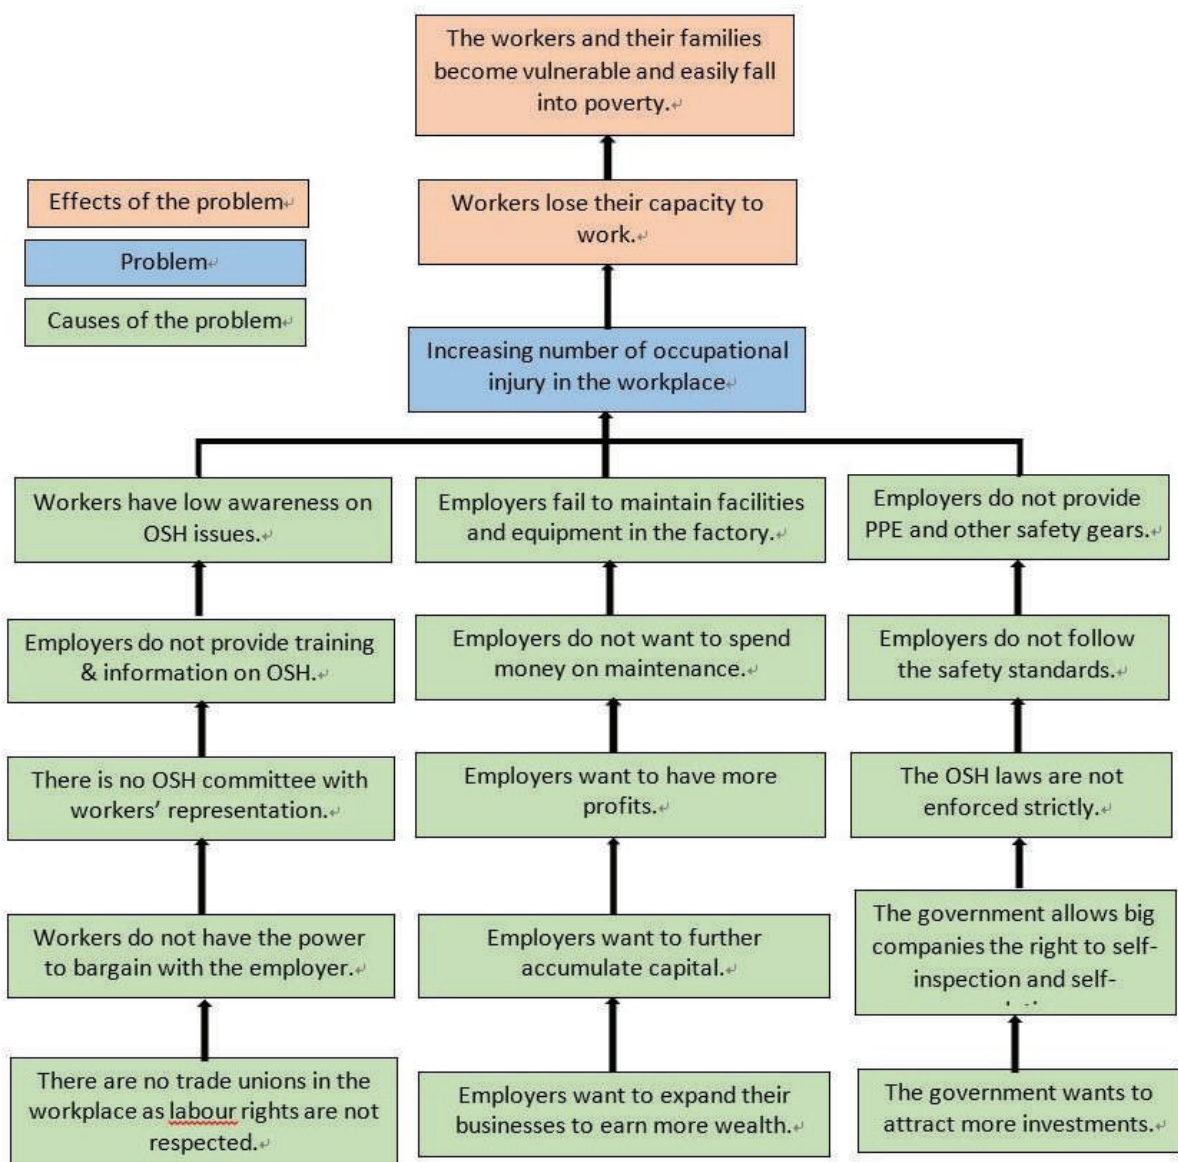 The workers and their families
become vulnerable and easily fall
into poverty.
Effects of the problem
Problem
Causes of the problem
Workers lose their capacity to
work.
Increasing number of occupational
injury in the workplace
Workers have low awareness on
OSH issues.
Employers fail to maintain facilities
and equipment in the factory.
Employers do not provide
PPE and other safety gears.
Employers do not provide training
& information on OSH.
Employers do not want to spend
money on maintenance.
Employers do not follow
the safety standards.
There is no OSH committee with
workers’ representation.
Employers want to have more
profits.
The OSH laws are not
enforced strictly.
Workers do not have the power
to bargain with the employer.
Employers want to further
accumulate capital.
The government allows big
companies the right to self-
inspection and self-
There are no trade unions in the
workplace as labour rights are not
respected.
Employers want to expand their
businesses to earn more wealth.
The government wants to
attract more investments.